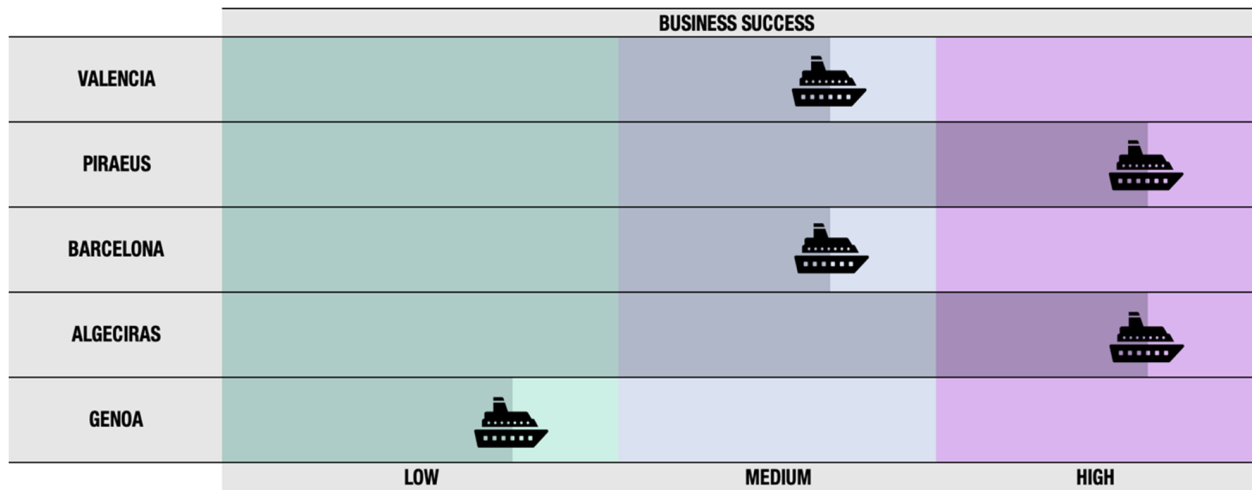 BUSINESS SUCCESS
VALENCIA
PIRAEUS
BARCELONA
ALGECIRAS
GENOA
LOW MEDIUM HIGH